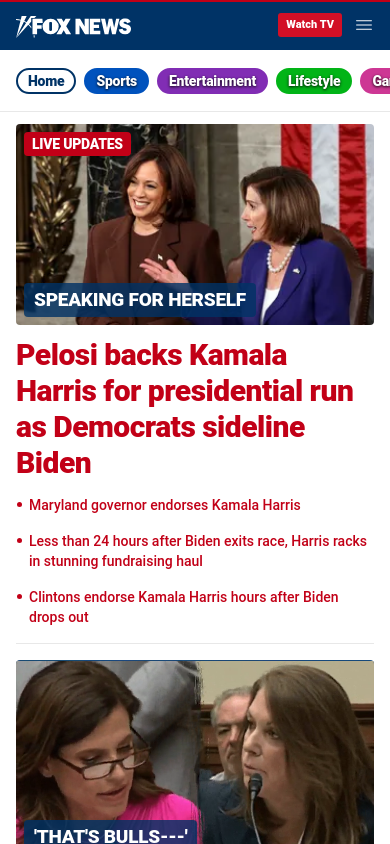 FOX NEWS
Watch TV
Home
Sports
Entertainment
Lifestyle
Ga
LIVE UPDATES
SPEAKING FOR HERSELF
Pelosi backs Kamala
Harris for presidential run
as Democrats sideline
Biden
• Maryland governor endorses Kamala Harris
• Less than 24 hours after Biden exits race, Harris racks
in stunning fundraising haul
• Clintons endorse Kamala Harris hours after Biden
drops out
'THAT'S BULLS---'